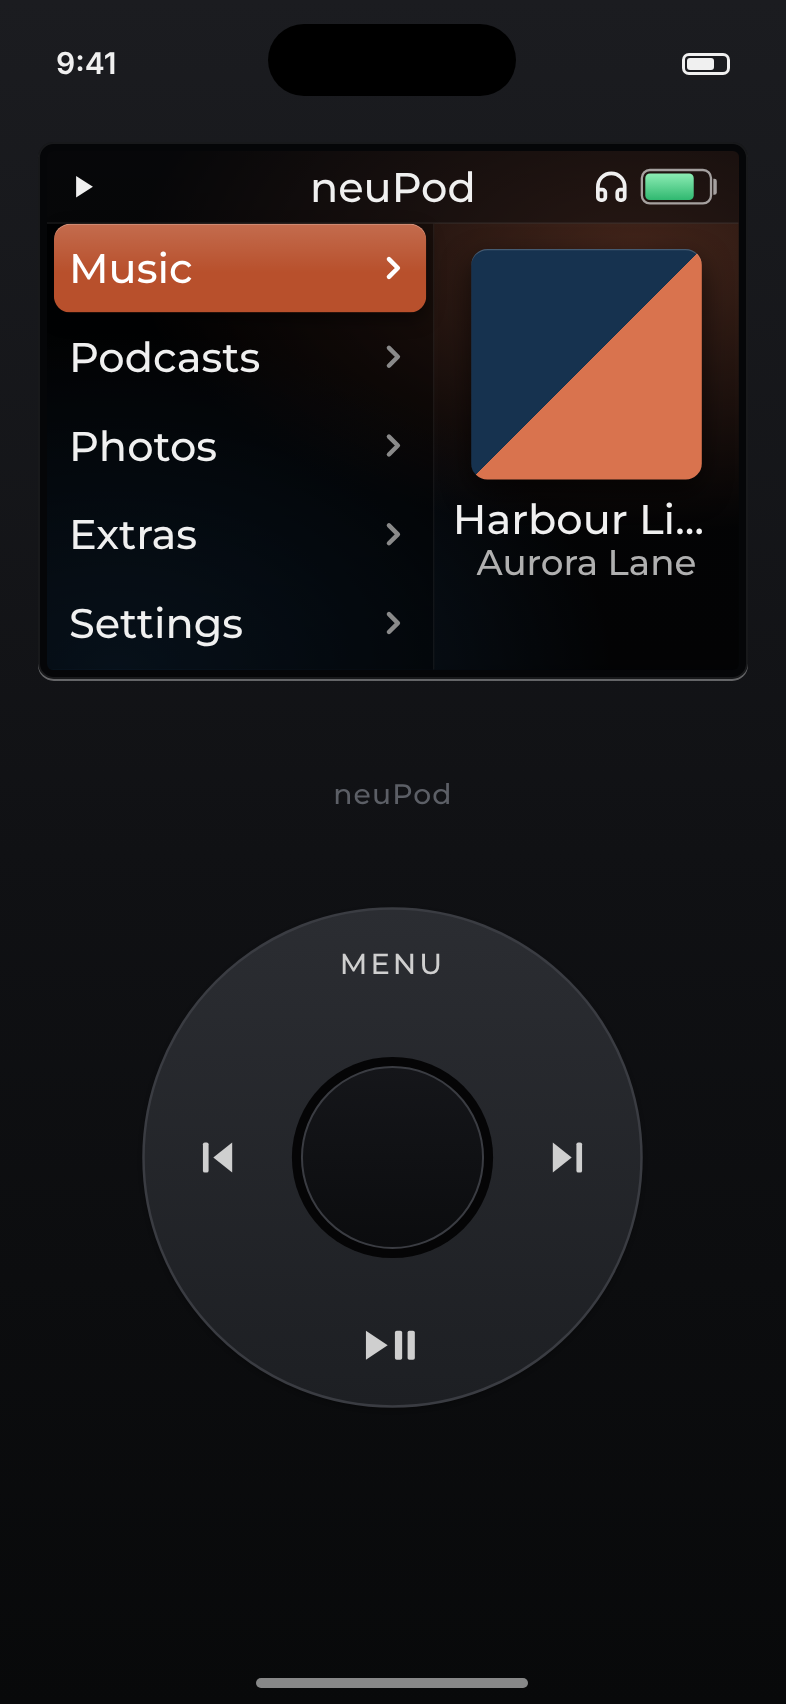 9:41
neuPod
Music
Podcasts
Photos
Extras
Settings
Harbour Li...
Aurora Lane
neuPod
MENU